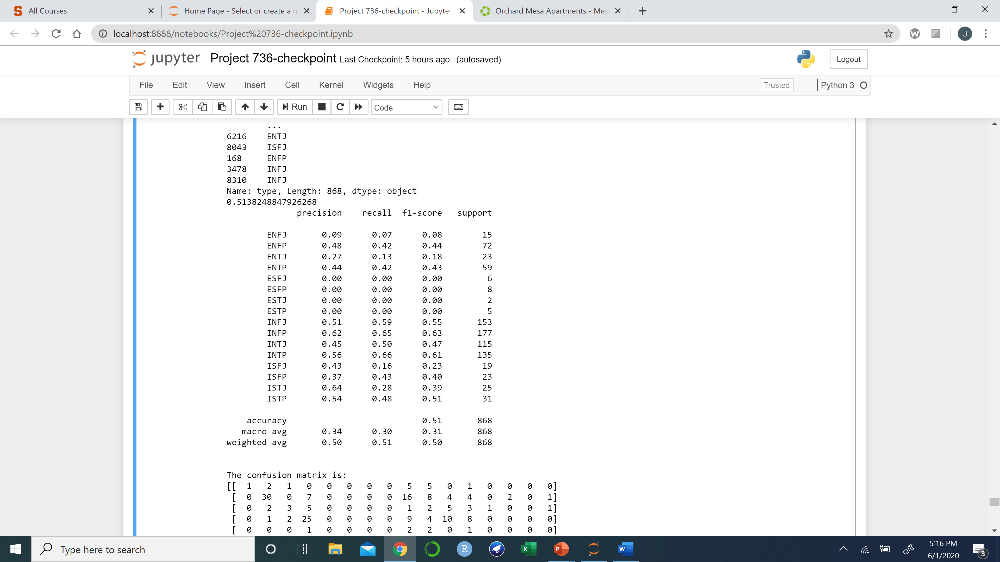 All Courses
Home Page - Select or create a n
Project 736-checkpoint - Jupyter
Orchard Mesa Apartments - Mesa
localhost:8888/notebooks/Project%20736-checkpoint.ipynb
W
J
jupyter Project 736-checkpoint Last Checkpoint: 5 hours ago (autosaved)
Logout
File Edit View Insert Cell Kernel Widgets Help
Trusted
Python 3
Run
Code
...
6216 ENTJ
8043 ISFJ
168 ENFP
3478 INFJ
8310 INFJ
Name: type, Length: 868, dtype: object
0.5138248847926268
precision recall f1-score support
ENFJ 0.09 0.07 0.08 15
ENFP 0.48 0.42 0.44 72
ENTJ 0.27 0.13 0.18 23
ENTP 0.44 0.42 0.43 59
ESFJ 0.00 0.00 0.00 6
ESFP 0.00 0.00 0.00 8
ESTJ 0.00 0.00 0.00 2
ESTP 0.00 0.00 0.00 5
INFJ 0.51 0.59 0.55 153
INFP 0.62 0.65 0.63 177
INTJ 0.45 0.50 0.47 115
INTP 0.56 0.66 0.61 135
ISFJ 0.43 0.16 0.23 19
ISFP 0.37 0.43 0.40 23
ISTJ 0.64 0.28 0.39 25
ISTP 0.54 0.48 0.51 31
accuracy 0.51 868
macro avg 0.34 0.30 0.31 868
weighted avg 0.50 0.51 0.50 868
The confusion matrix is:
[[ 1 2 1 0 0 0 0 0 5 5 0 1 0 0 0 0]
[ 0 30 0 7 0 0 0 0 16 8 4 4 0 2 0 1]
[ 0 2 3 5 0 0 0 0 1 2 5 3 1 0 0 1]
[ 0 1 2 25 0 0 0 0 9 4 10 8 0 0 0 0]
[ 0 0 0 1 0 0 0 0 2 2 0 1 0 0 0 0]
Type here to search
R
X
P
W
5:16 PM
6/1/2020
3